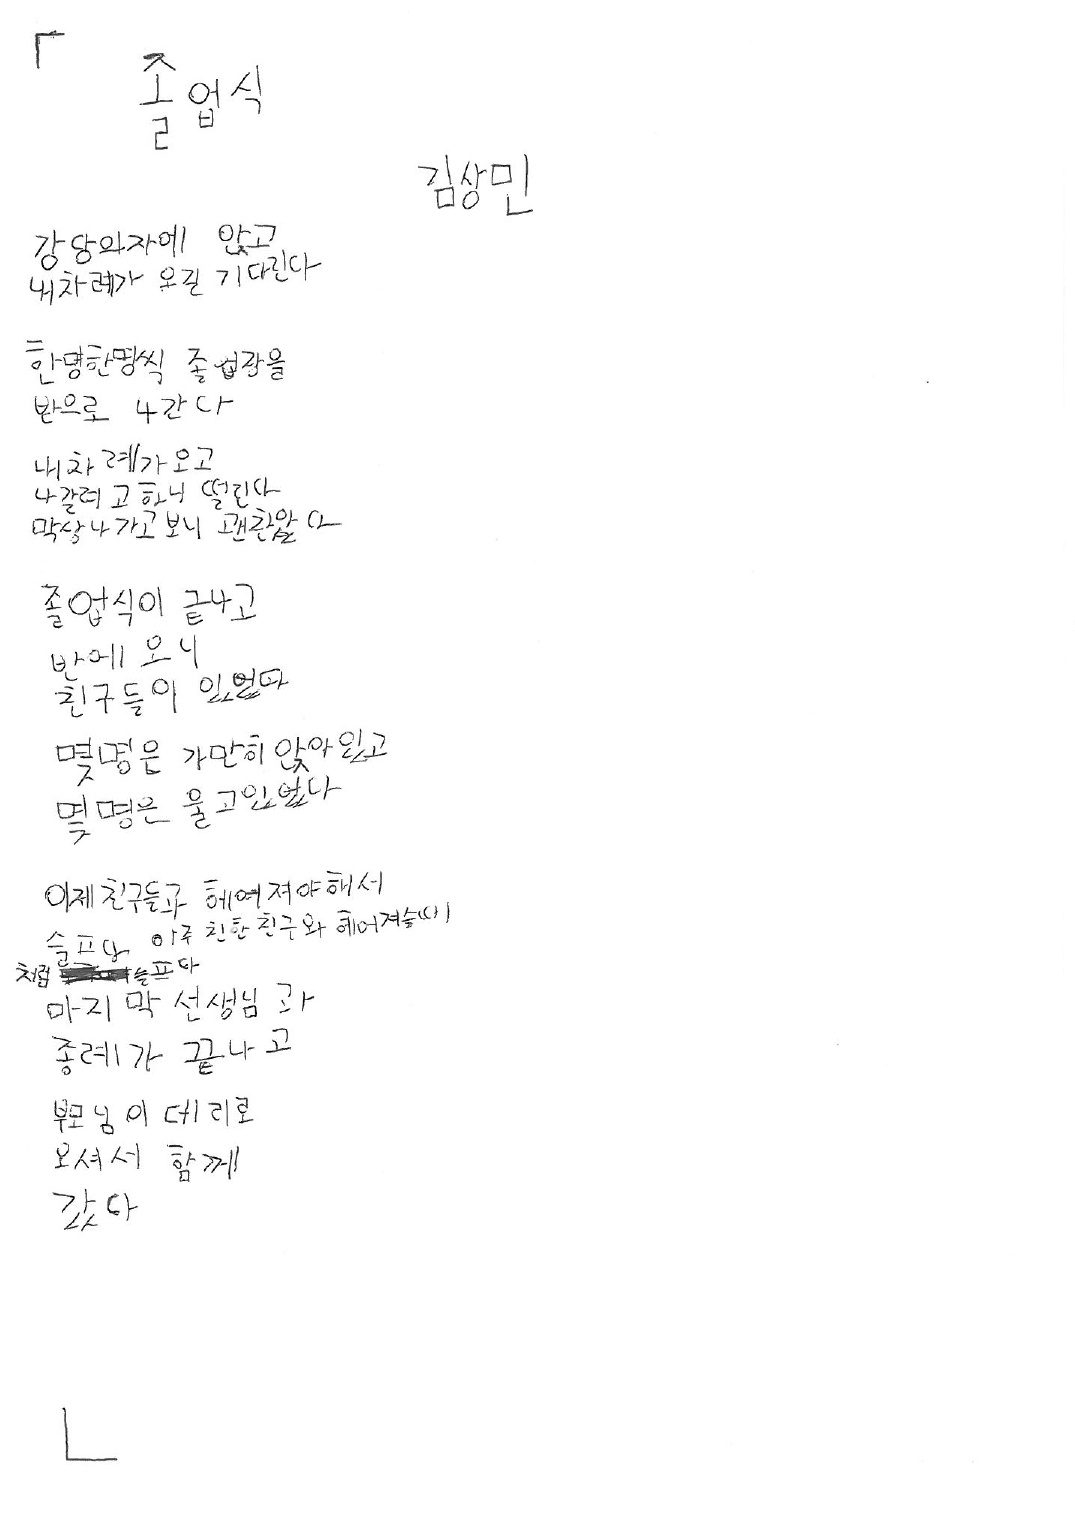 졸업식
김상민
강당의자에 앉고
내차례가 오길 기다린다
한명한명씩 졸업장을
받으로 나간다
내차례가오고
나갈려고 하니 떨린다
막상나가고보니 괜찮았다
졸업식이 끝나고
반에 오니
친구들이 있었다
몇명은 가만히 앉아있고
몇명은 울고있었다
이제 친구들과 헤여져야해서
슬프다 아주 친한친구와 헤어져슬때
처럼 슬프다
마지막 선생님과
종례가 끝나고
부모님이 데리로
오셔서 함께
갔다